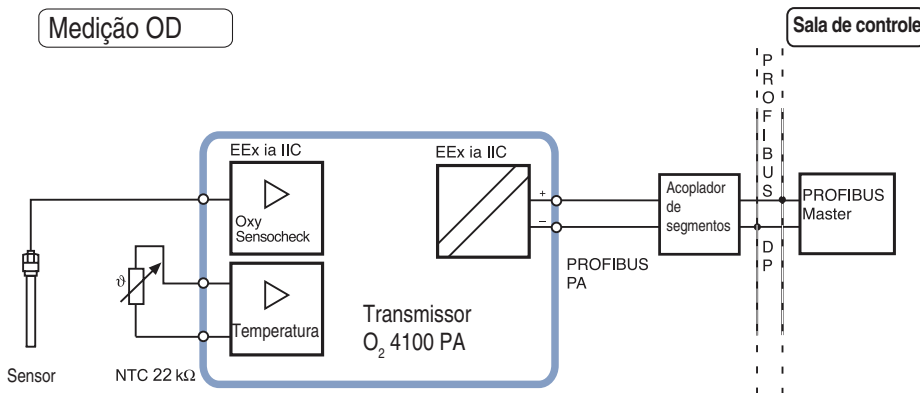 Medição OD
Sala de controle
PROFIBUS
DP
EEx ia IIC
EEx ia IIC
Oxy
Sensocheck
+
–
Acoplador
de
segmentos
PROFIBUS
Master
PROFIBUS
PA
ϑ
Temperatura
Transmissor
O₂ 4100 PA
Sensor
NTC 22 kΩ